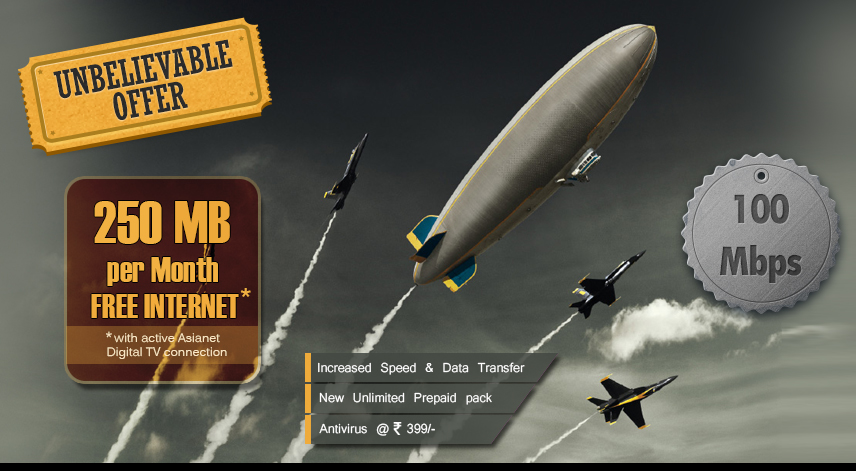 UNBELIEVABLE
OFFER
250 MB
per Month
FREE INTERNET*
*with active Asianet
Digital TV connection
100
Mbps
Increased Speed & Data Transfer
New Unlimited Prepaid pack
Antivirus @ ₹ 399/-